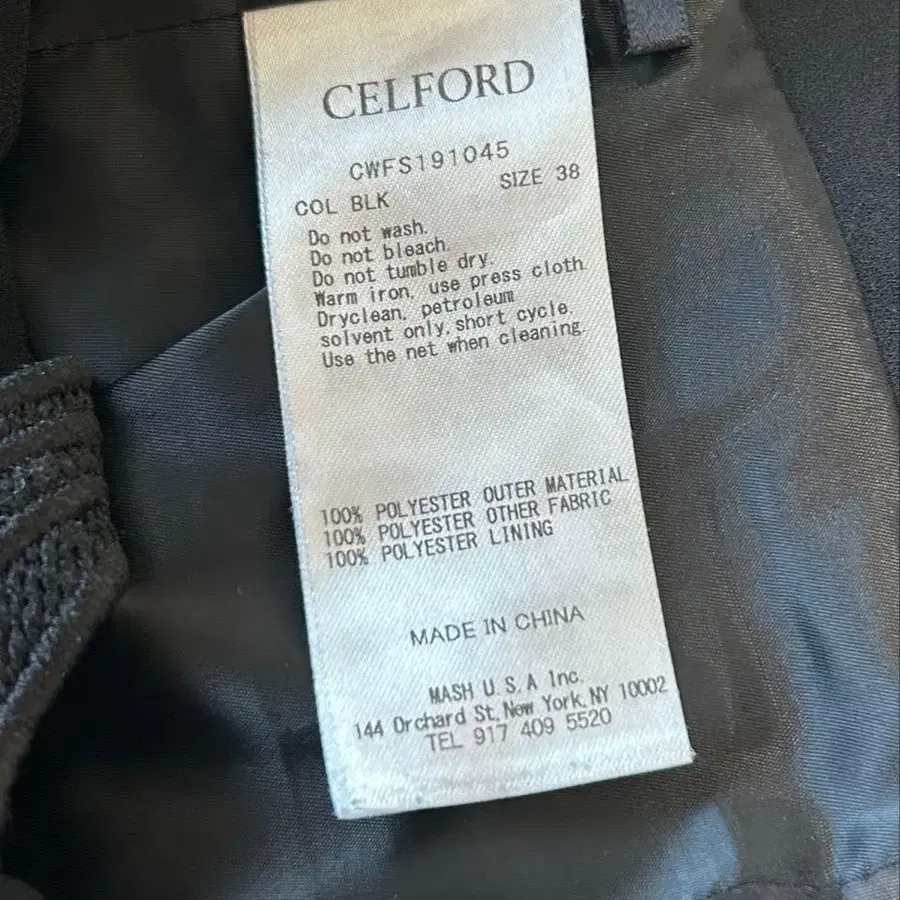 CELFORD
CWFS191045
COL BLK SIZE 38
Do not wash.
Do not bleach.
Do not tumble dry.
Warm iron, use press cloth.
Dryclean, petroleum
solvent only, short cycle.
Use the net when cleaning.
100% POLYESTER OUTER MATERIAL
100% POLYESTER OTHER FABRIC
100% POLYESTER LINING
MADE IN CHINA
MASH U.S.A Inc.
144 Orchard St, New York, NY 10002
TEL 917 409 5520